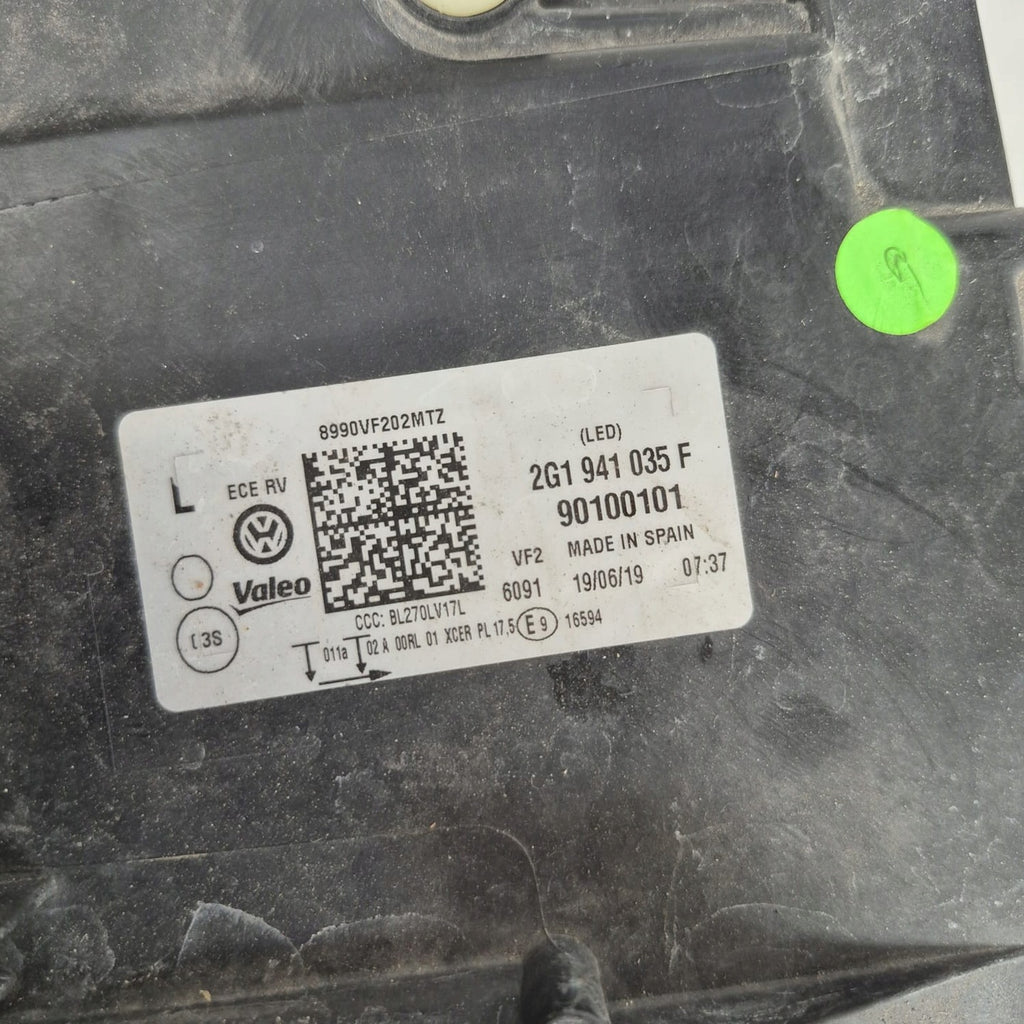 8990VF202MTZ
L
ECE RV
Valeo
(LED)
2G1 941 035 F
90100101
MADE IN SPAIN
VF2
6091
19/06/19
07:37
CCC: BL270LV17L
011a
02 A 00RL 01 XCER PL 17,5
E 9
16594
3S